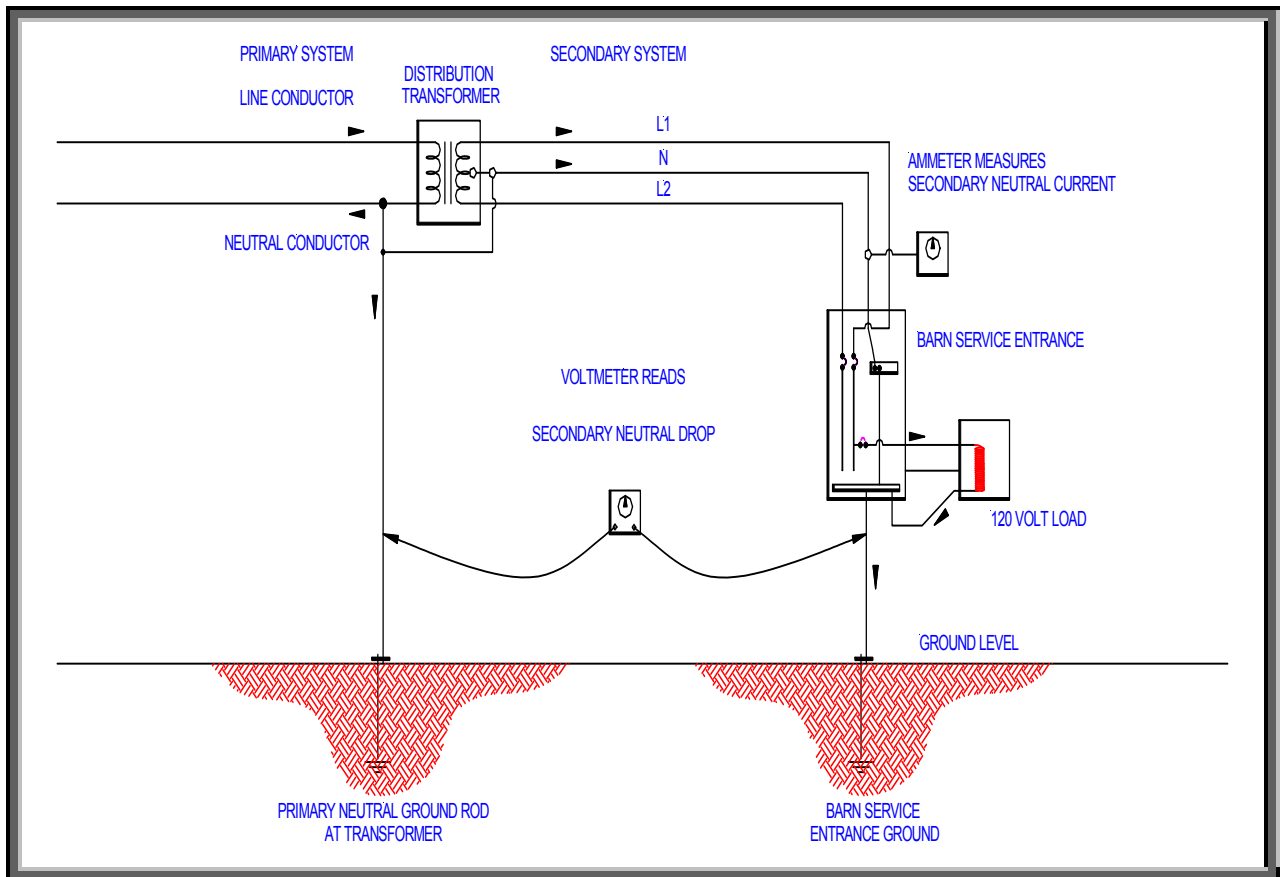 PRIMARY SYSTEM
SECONDARY SYSTEM
DISTRIBUTION
TRANSFORMER
LINE CONDUCTOR
L1
N
L2
AMMETER MEASURES
SECONDARY NEUTRAL CURRENT
NEUTRAL CONDUCTOR
BARN SERVICE ENTRANCE
VOLTMETER READS
SECONDARY NEUTRAL DROP
120 VOLT LOAD
GROUND LEVEL
PRIMARY NEUTRAL GROUND ROD
AT TRANSFORMER
BARN SERVICE
ENTRANCE GROUND